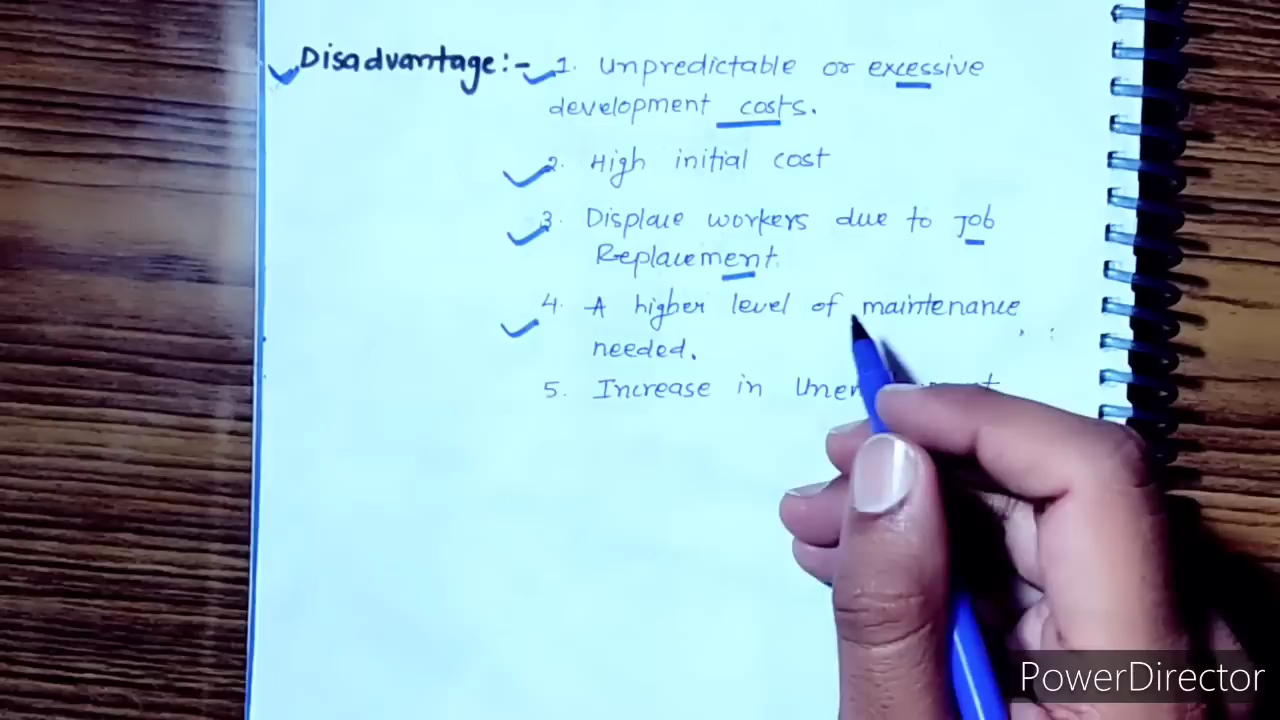 Disadvantage:- 1. Unpredictable or excessive
development costs.
2. High initial cost
3. Displace workers due to Job
Replacement.
4. A higher level of maintenance
needed.
5. Increase in
PowerDirector